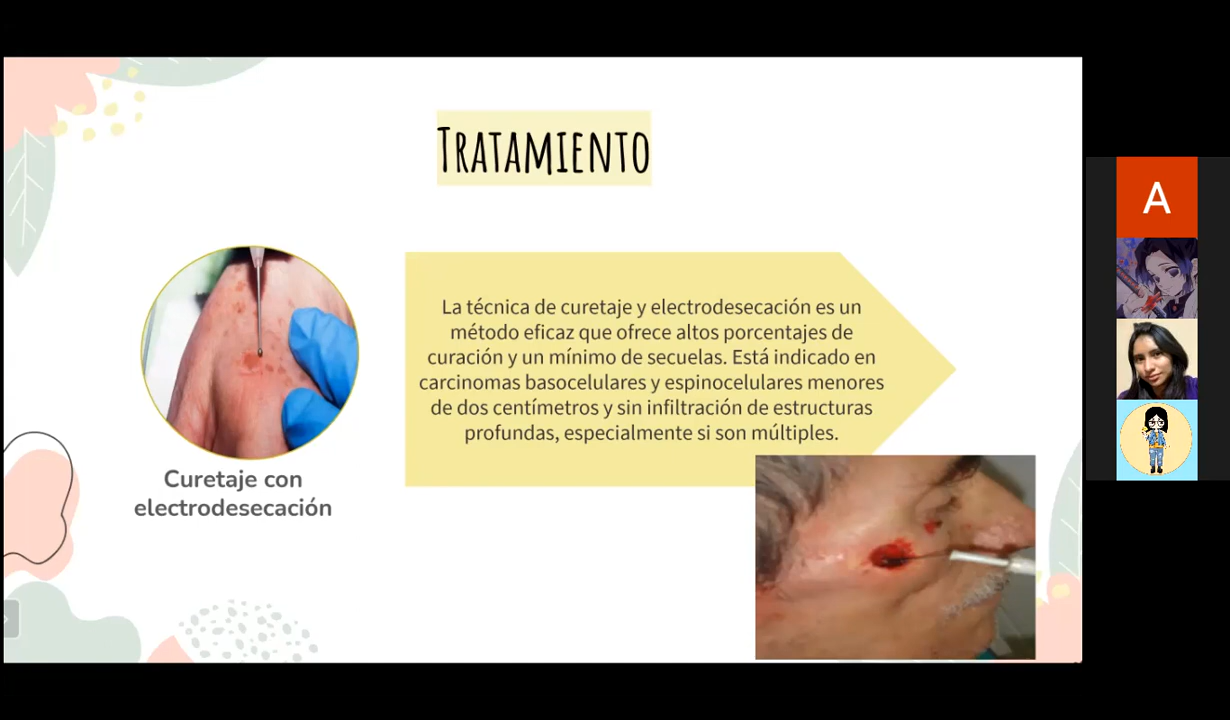 Tratamiento
La técnica de curetaje y electrodesecación es un
método eficaz que ofrece altos porcentajes de
curación y un mínimo de secuelas. Está indicado en
carcinomas basocelulares y espinocelulares menores
de dos centímetros y sin infiltración de estructuras
profundas, especialmente si son múltiples.
Curetaje con
electrodesecación
A